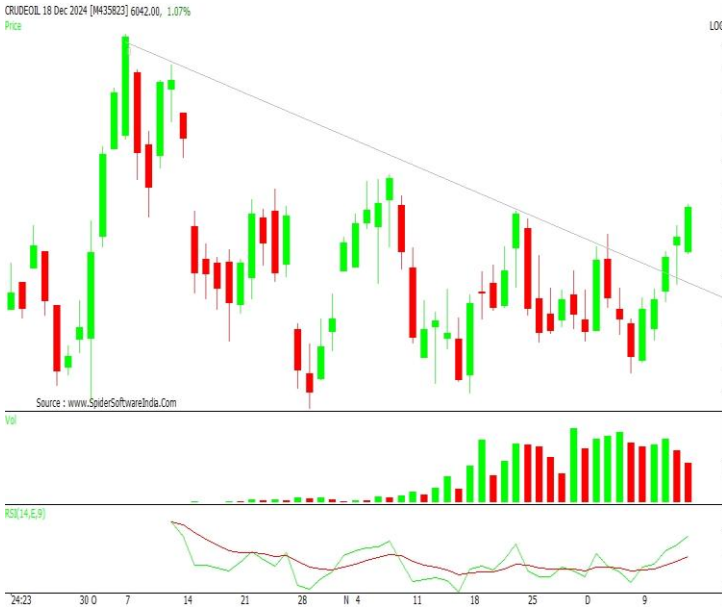 CRUDEOIL 18 Dec 2024 [M435823] 6042.00, 1.07%
Price
LOG
Source : www.SpiderSoftwareIndia.Com
Vol
RSI(14,E,9)
24:23 30 O 7 14 21 28 N 4 11 18 25 D 9